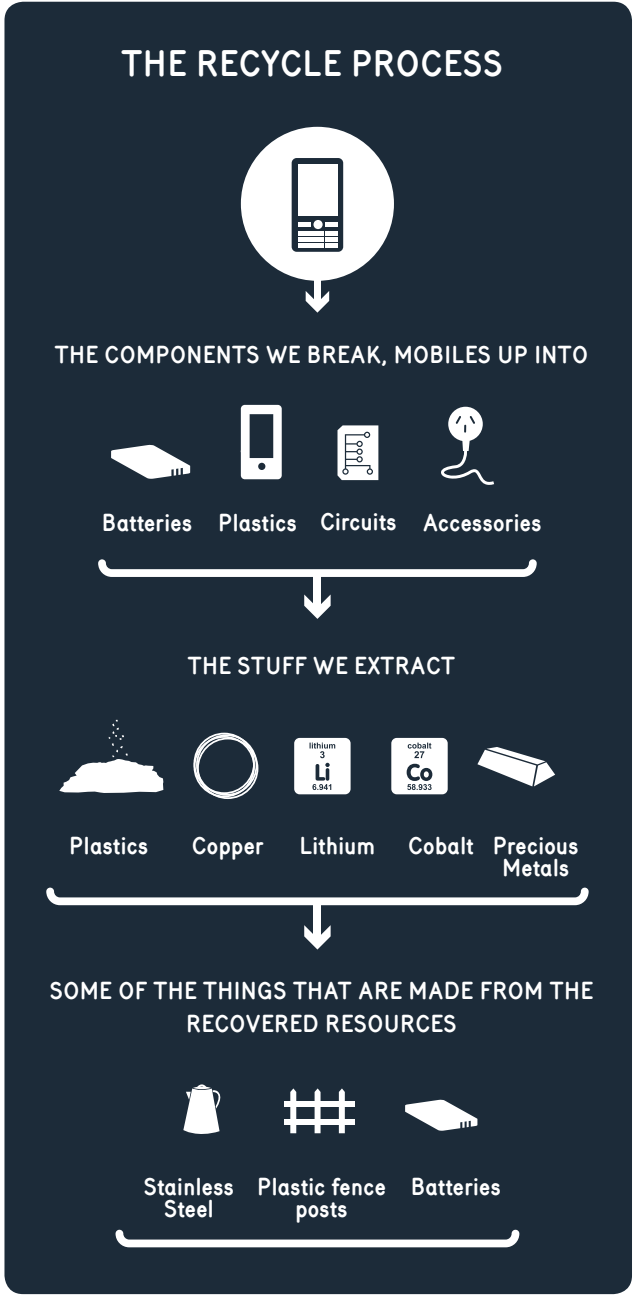 THE RECYCLE PROCESS
THE COMPONENTS WE BREAK, MOBILES UP INTO
Batteries Plastics Circuits Accessories
THE STUFF WE EXTRACT
lithium
3
Li
6.941
cobalt
27
Co
58.933
Plastics Copper Lithium Cobalt Precious
Metals
SOME OF THE THINGS THAT ARE MADE FROM THE
RECOVERED RESOURCES
Stainless Plastic fence Batteries
Steel posts